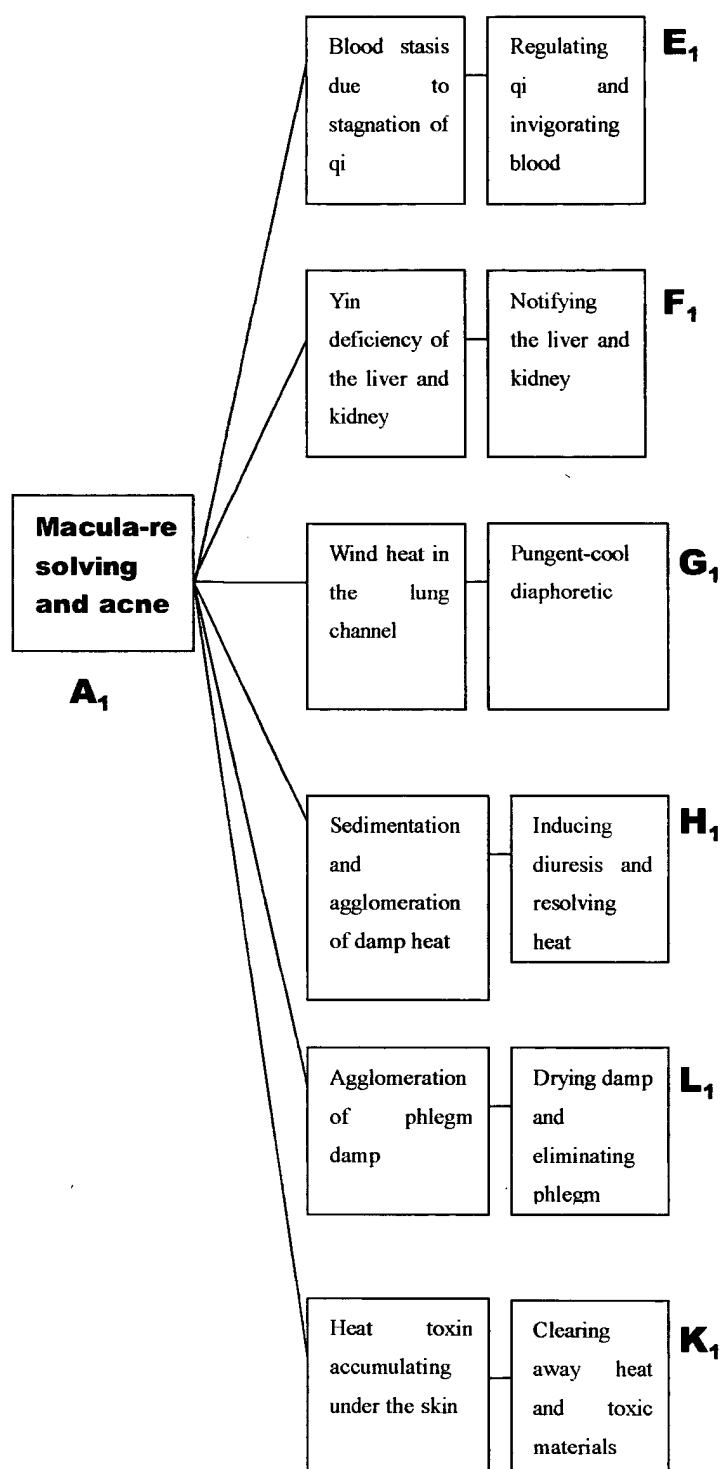 Blood stasis
due to
stagnation of
qi
Regulating
qi and
invigorating
blood
E1
Yin
deficiency of
the liver and
kidney
Notifying
the liver and
kidney
F1
Macula-re
solving
and acne
A1
Wind heat in
the lung
channel
Pungent-cool
diaphoretic
G1
Sedimentation
and
agglomeration
of damp heat
Inducing
diuresis and
resolving
heat
H1
Agglomeration
of phlegm
damp
Drying damp
and
eliminating
phlegm
L1
Heat toxin
accumulating
under the skin
Clearing
away heat
and toxic
materials
K1